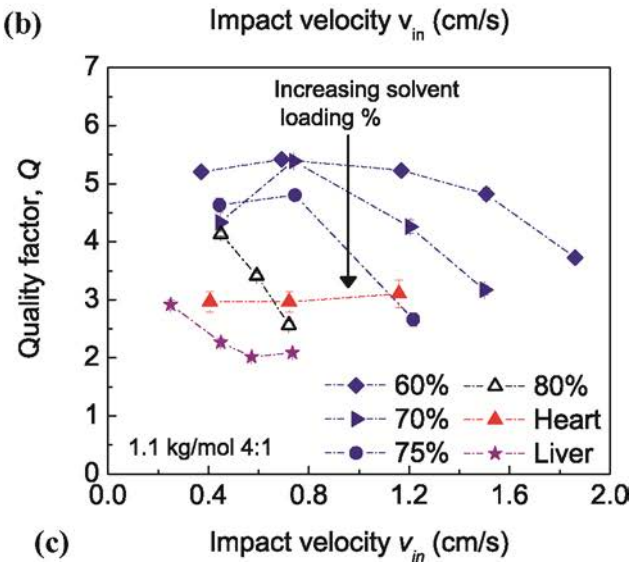 (b)
Impact velocity v_in (cm/s)
7
6
5
4
3
2
1
0
Quality factor, Q
Increasing solvent
loading %
60%
70%
75%
80%
Heart
Liver
1.1 kg/mol 4:1
0.0 0.4 0.8 1.2 1.6 2.0
(c)
Impact velocity v_in (cm/s)